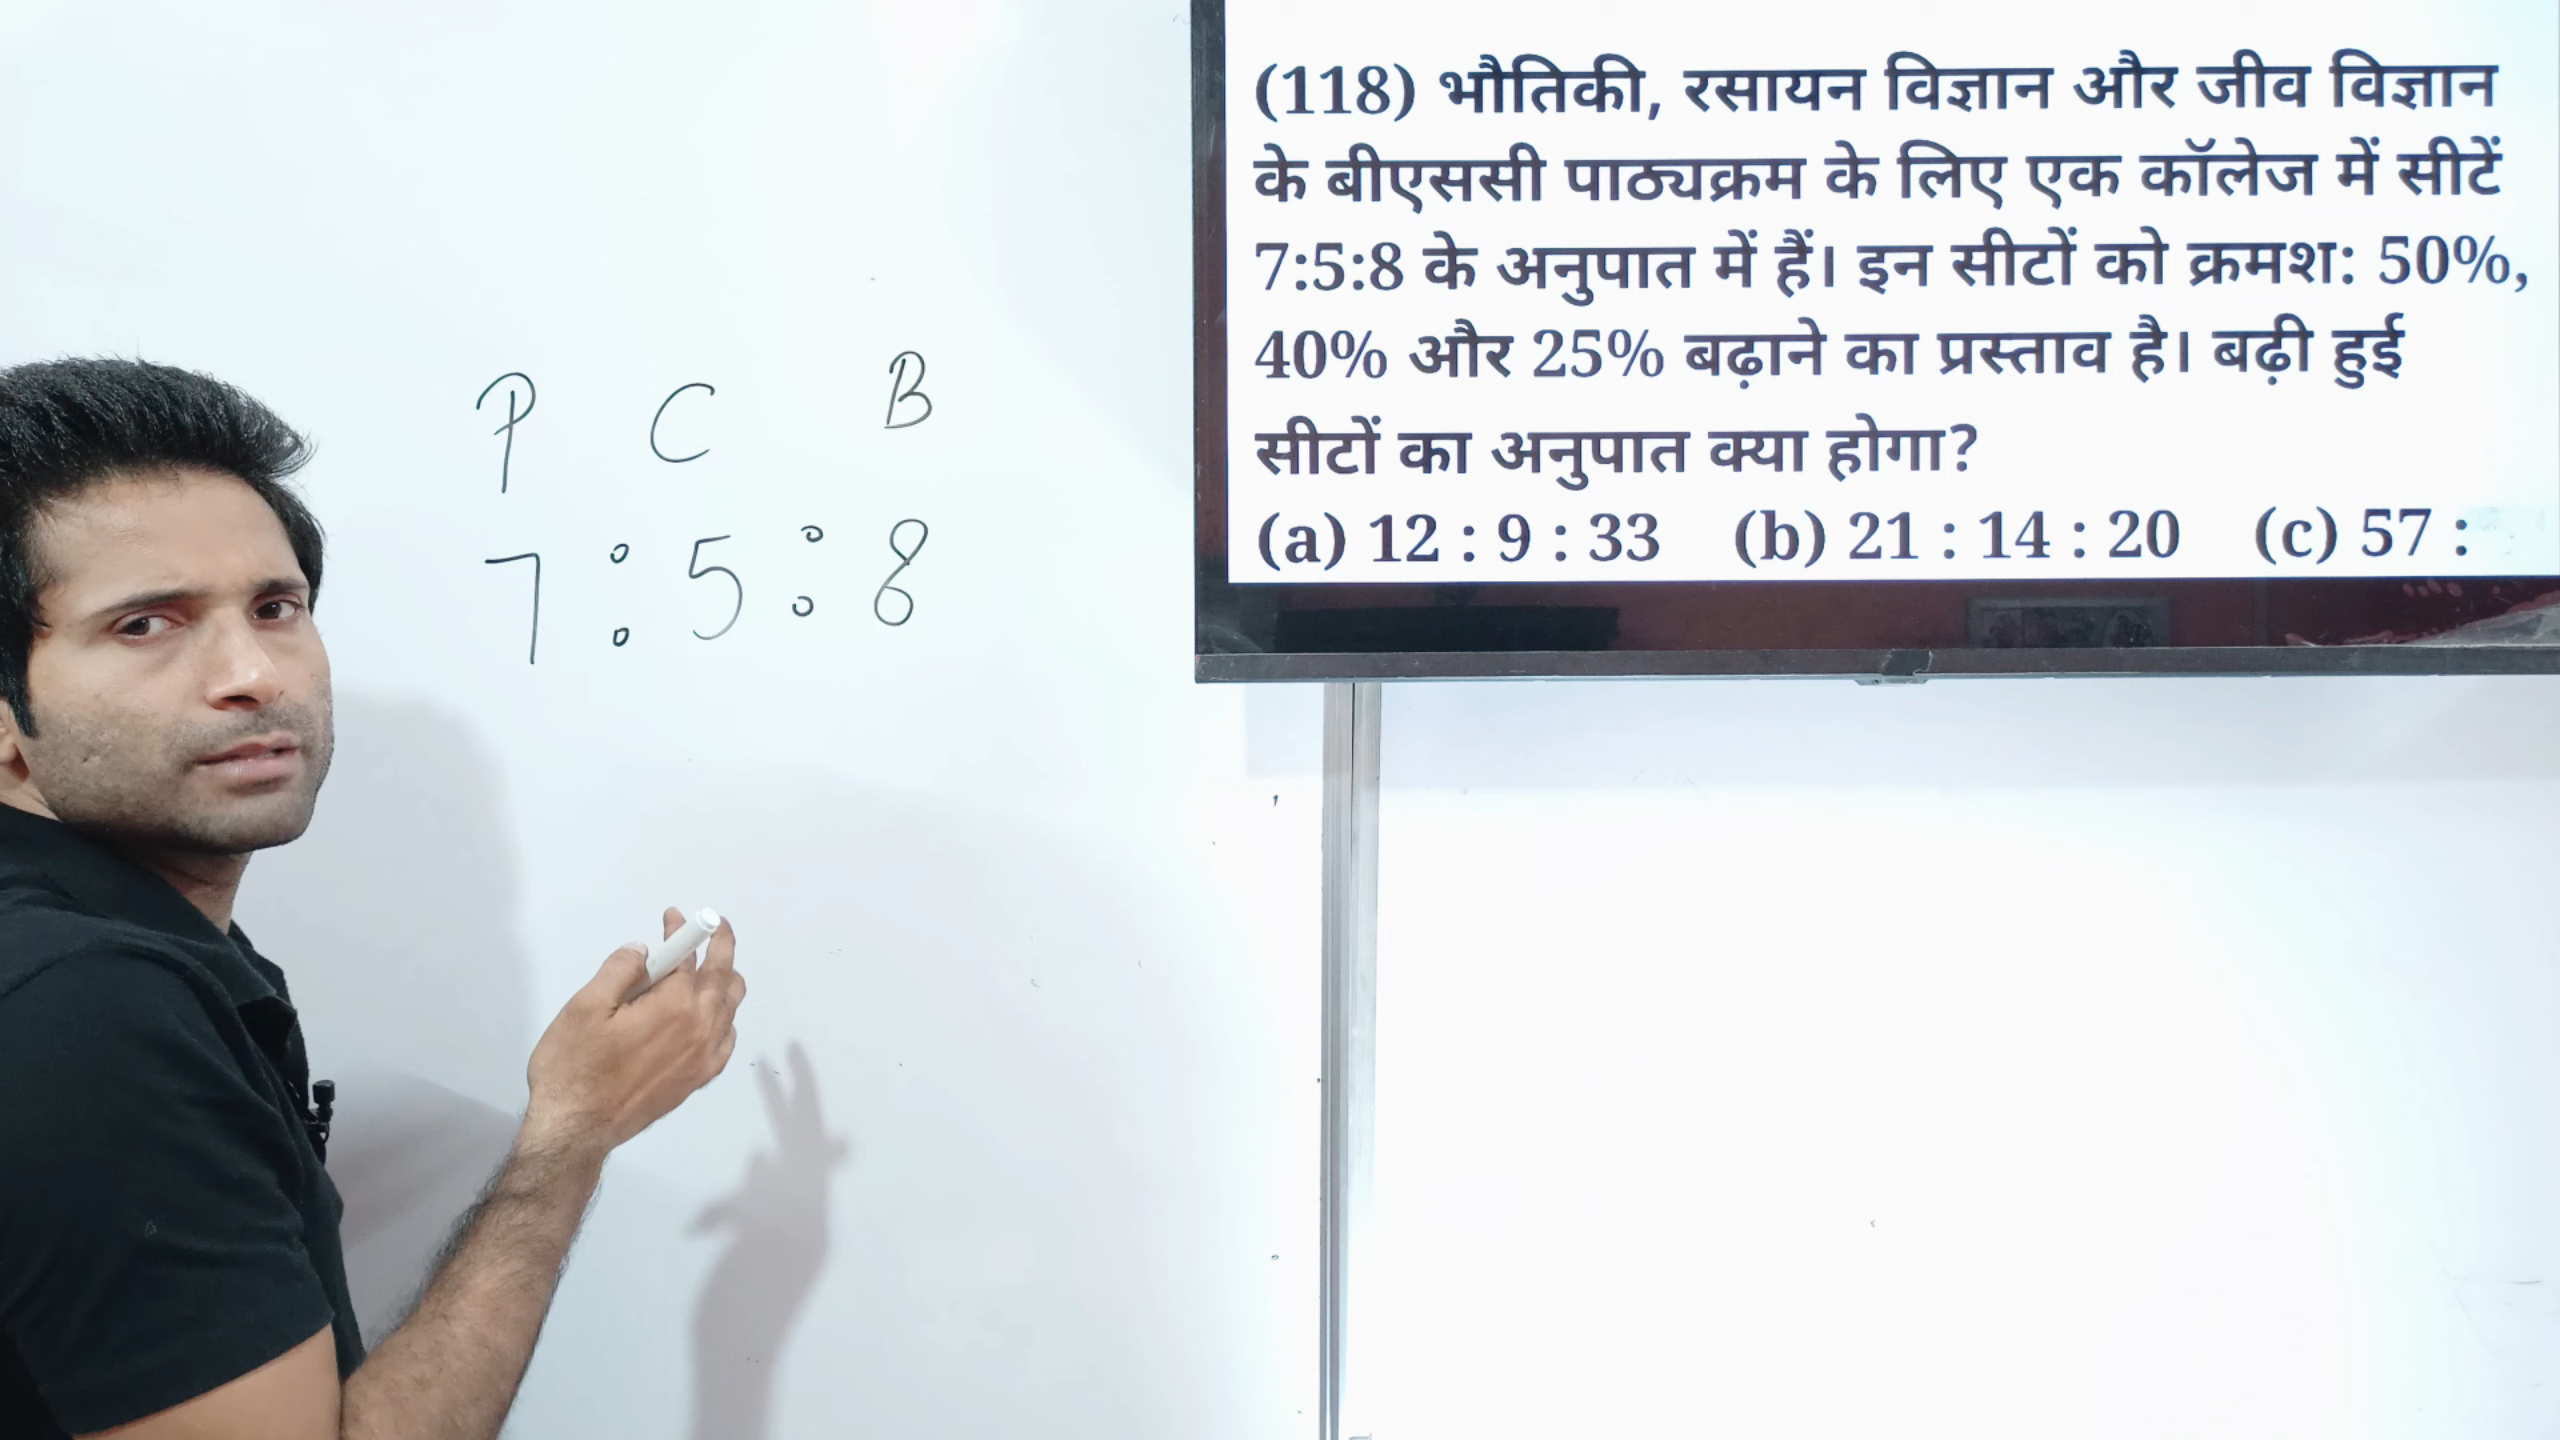 P C B
7 : 5 : 8
(118) भौतिकी, रसायन विज्ञान और जीव विज्ञान
के बीएससी पाठ्यक्रम के लिए एक कॉलेज में सीटें
7:5:8 के अनुपात में हैं। इन सीटों को क्रमश: 50%,
40% और 25% बढ़ाने का प्रस्ताव है। बढ़ी हुई
सीटों का अनुपात क्या होगा?
(a) 12 : 9 : 33 (b) 21 : 14 : 20 (c) 57 :